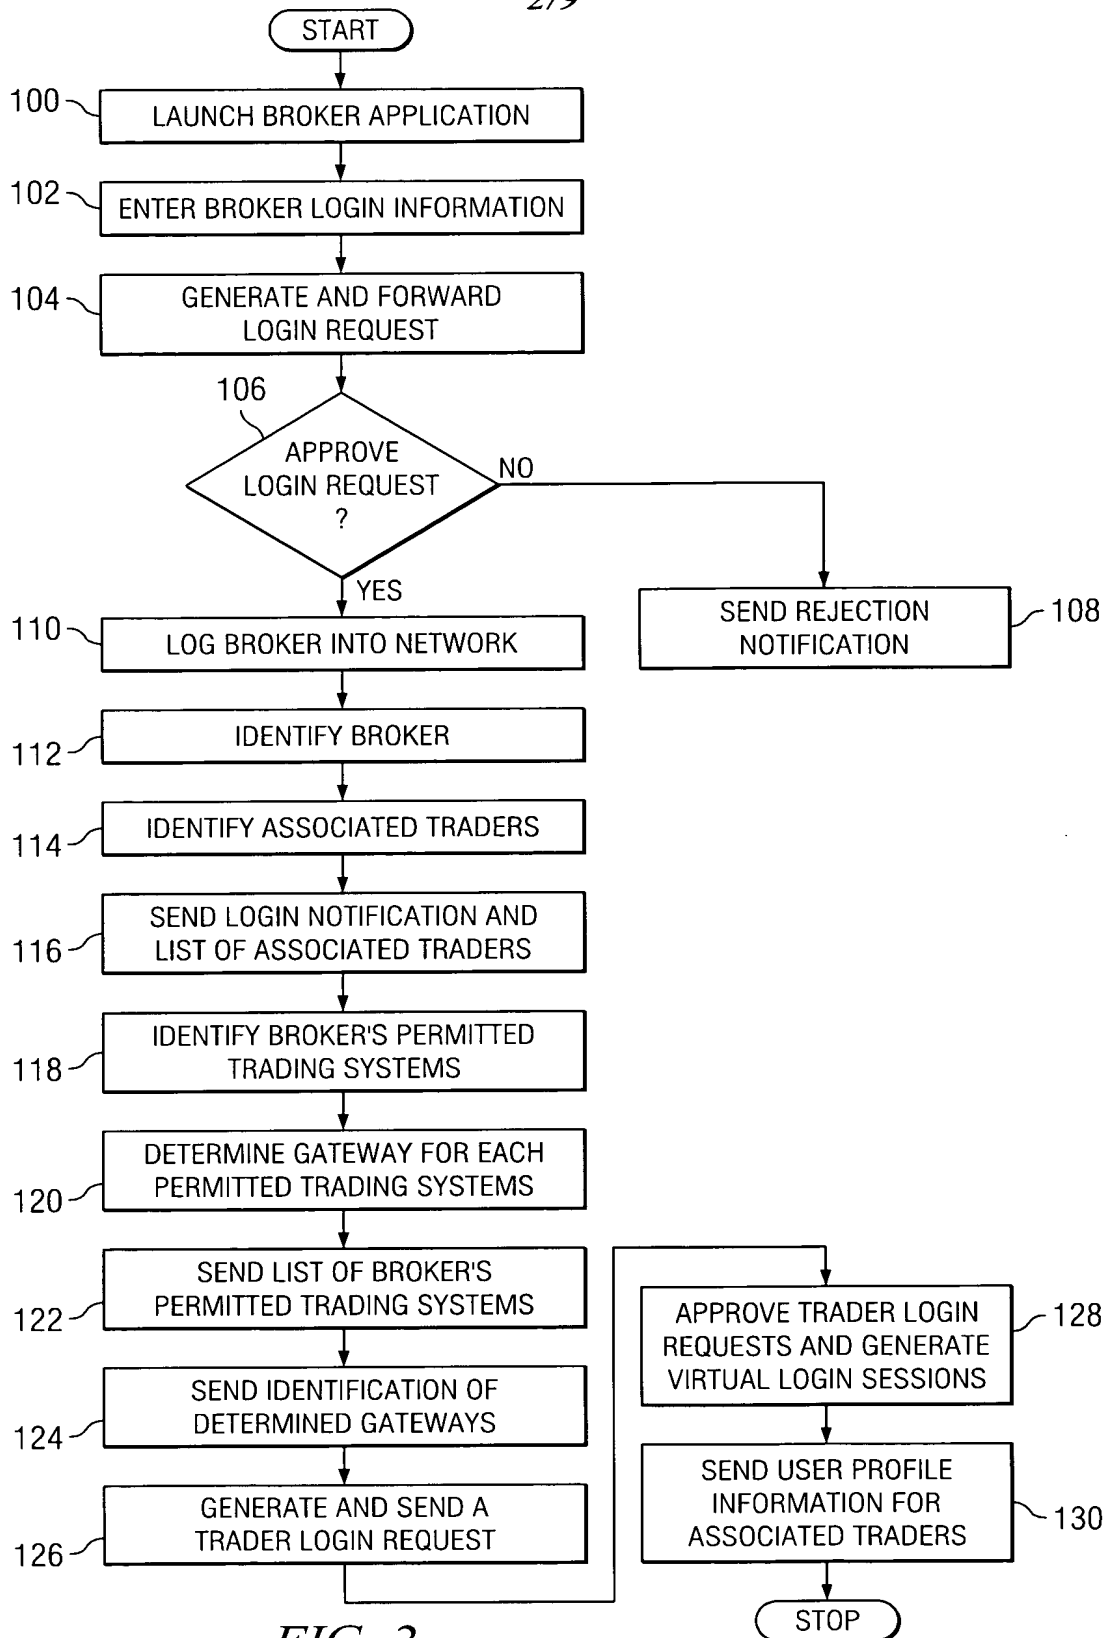 START
100
LAUNCH BROKER APPLICATION
102
ENTER BROKER LOGIN INFORMATION
104
GENERATE AND FORWARD
LOGIN REQUEST
106
APPROVE
LOGIN REQUEST
?
NO
YES
SEND REJECTION
NOTIFICATION
108
110
LOG BROKER INTO NETWORK
112
IDENTIFY BROKER
114
IDENTIFY ASSOCIATED TRADERS
116
SEND LOGIN NOTIFICATION AND
LIST OF ASSOCIATED TRADERS
118
IDENTIFY BROKER'S PERMITTED
TRADING SYSTEMS
120
DETERMINE GATEWAY FOR EACH
PERMITTED TRADING SYSTEMS
122
SEND LIST OF BROKER'S
PERMITTED TRADING SYSTEMS
124
SEND IDENTIFICATION OF
DETERMINED GATEWAYS
126
GENERATE AND SEND A
TRADER LOGIN REQUEST
APPROVE TRADER LOGIN
REQUESTS AND GENERATE
VIRTUAL LOGIN SESSIONS
128
SEND USER PROFILE
INFORMATION FOR
ASSOCIATED TRADERS
130
STOP